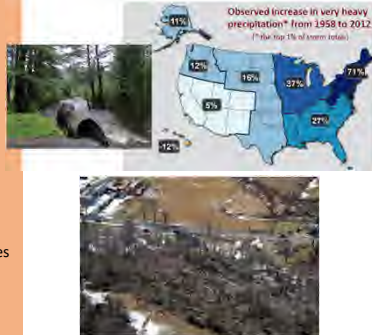 Observed Increase in very heavy
precipitation* from 1958 to 2012
(* the top 1% of storm totals)
11%
12%
16%
37%
71%
5%
27%
-12%
es